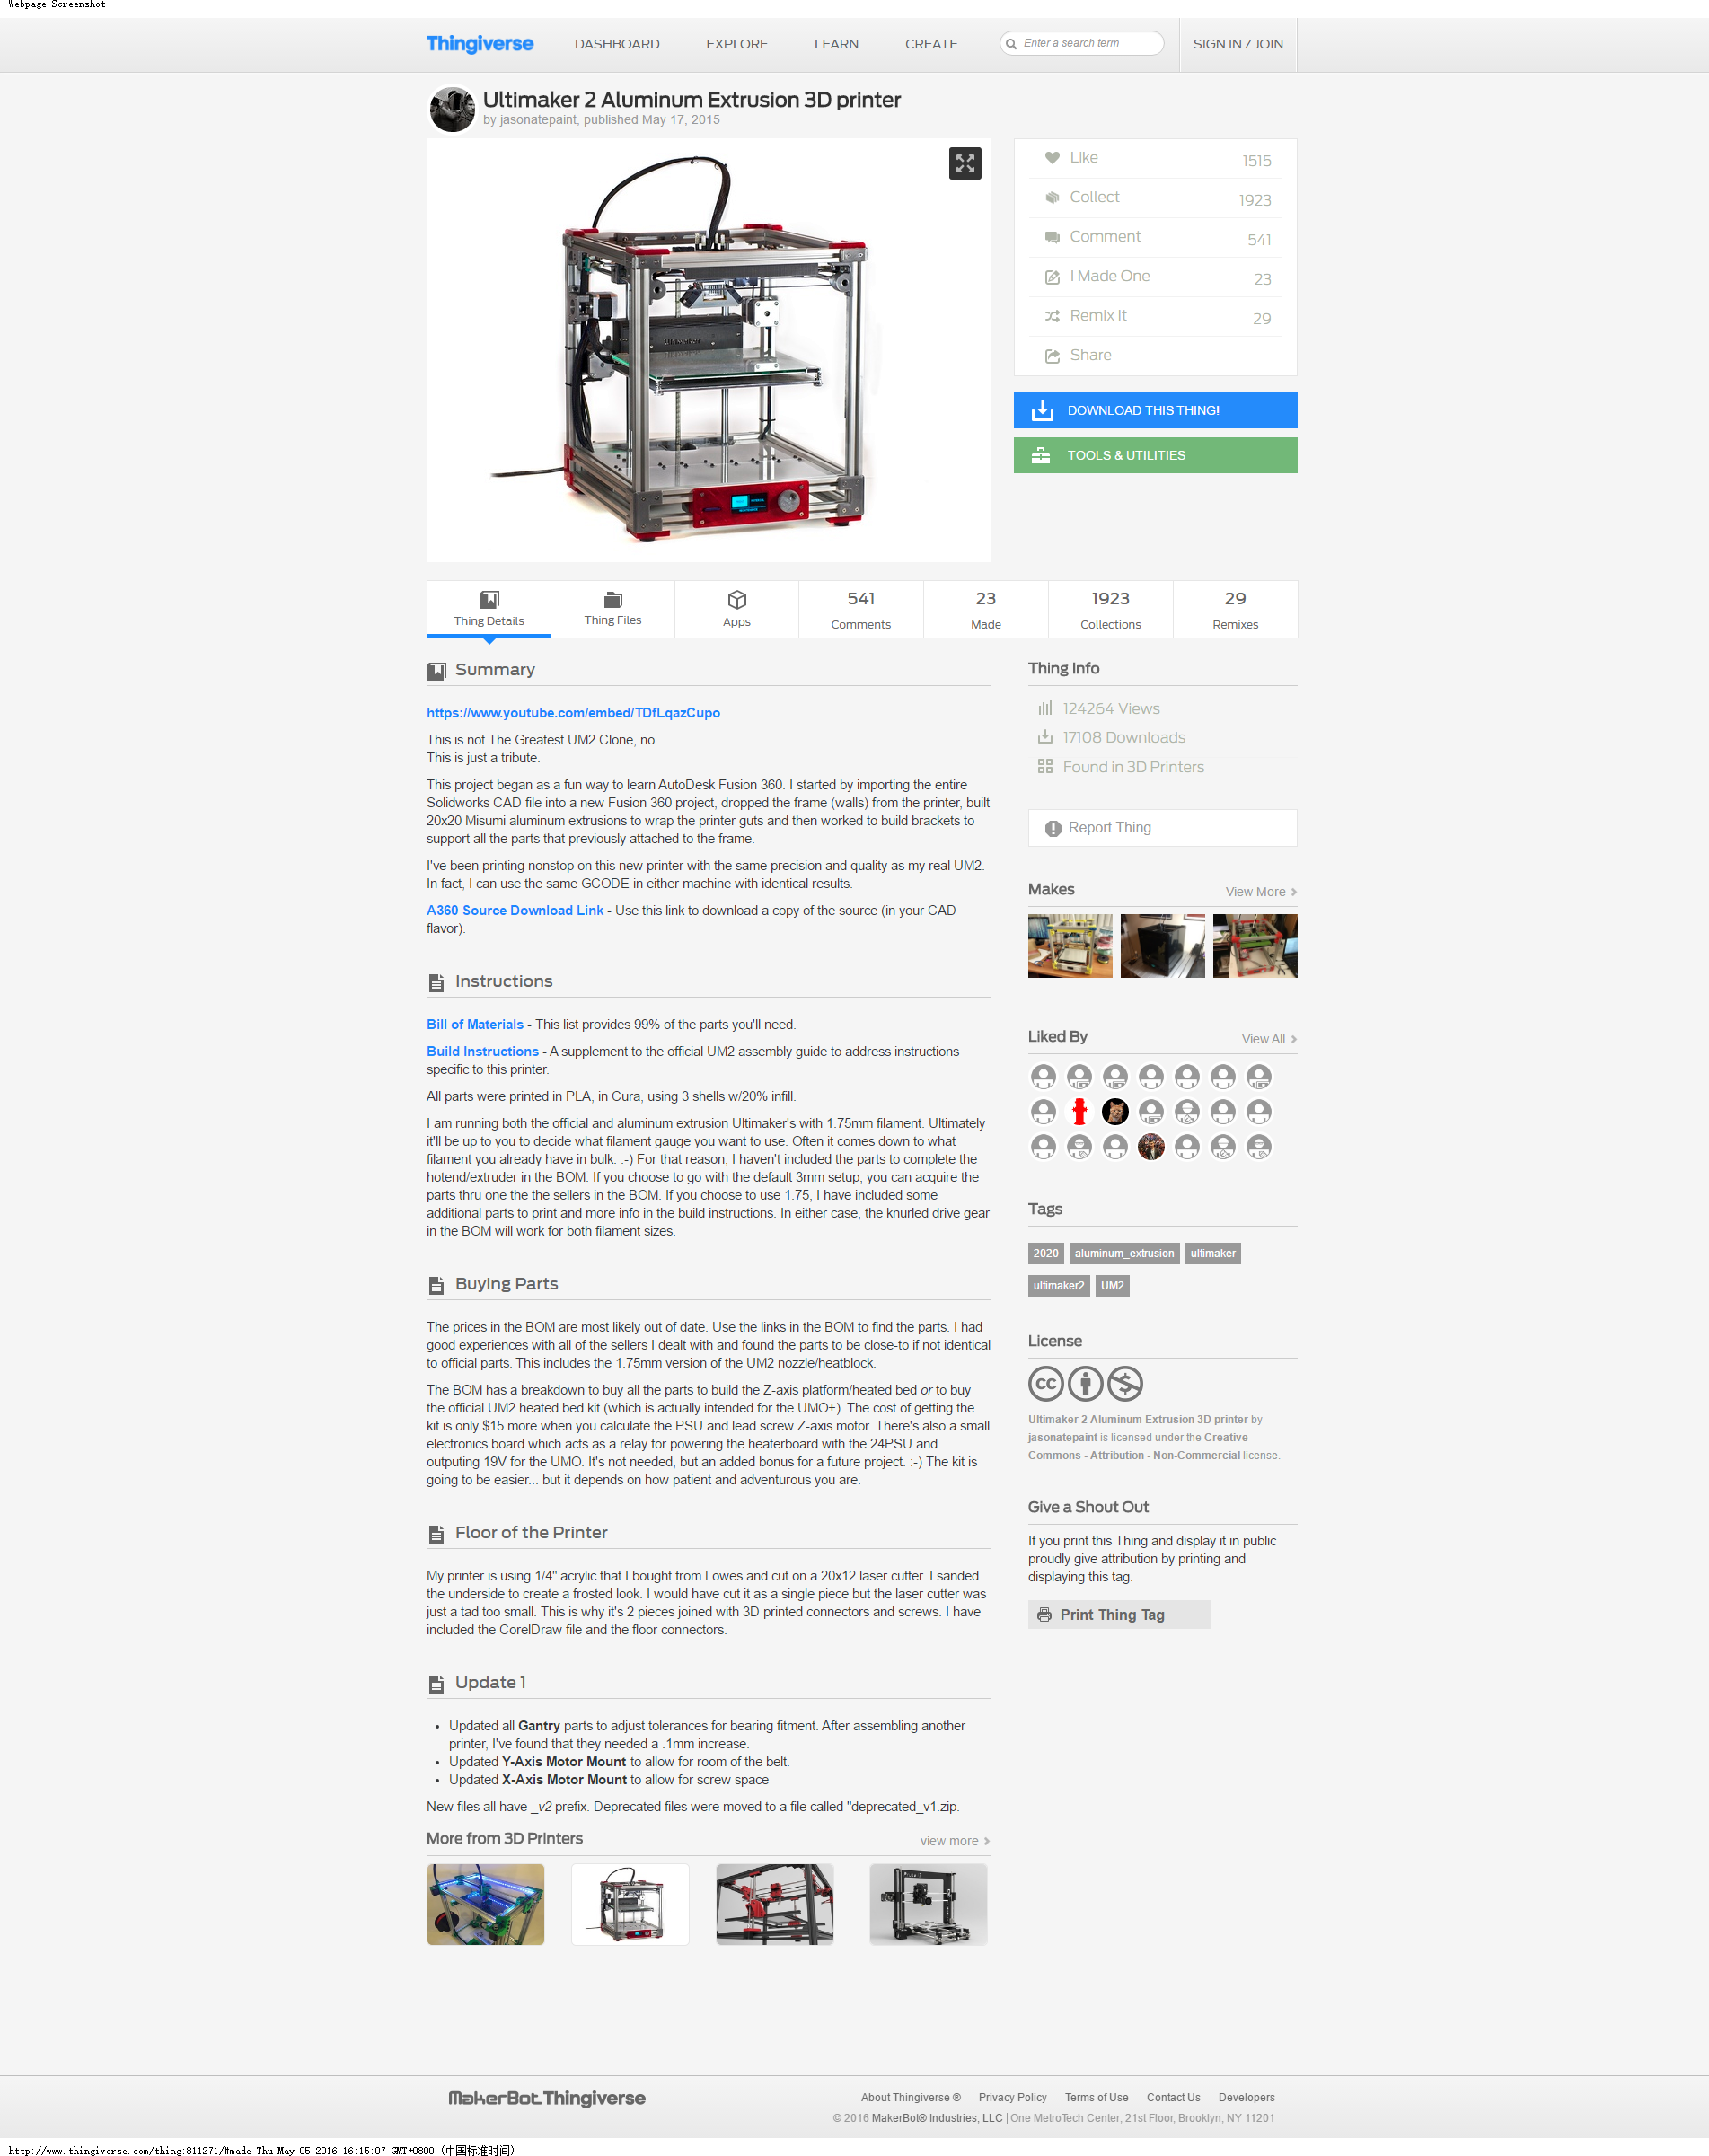 Webpage Screenshot
Thingiverse
DASHBOARD
EXPLORE
LEARN
CREATE
Enter a search term
SIGN IN / JOIN
Ultimaker 2 Aluminum Extrusion 3D printer
by jasonatepaint, published May 17, 2015
Like 1515
Collect 1923
Comment 541
I Made One 23
Remix It 29
Share
DOWNLOAD THIS THING!
TOOLS & UTILITIES
Thing Details
Thing Files
Apps
541 Comments
23 Made
1923 Collections
29 Remixes
Summary
https://www.youtube.com/embed/TDfLqazCupo
This is not The Greatest UM2 Clone, no.
This is just a tribute.
This project began as a fun way to learn AutoDesk Fusion 360. I started by importing the entire
Solidworks CAD file into a new Fusion 360 project, dropped the frame (walls) from the printer, built
20x20 Misumi aluminum extrusions to wrap the printer guts and then worked to build brackets to
support all the parts that previously attached to the frame.
I've been printing nonstop on this new printer with the same precision and quality as my real UM2.
In fact, I can use the same GCODE in either machine with identical results.
A360 Source Download Link - Use this link to download a copy of the source (in your CAD
flavor).
Instructions
Bill of Materials - This list provides 99% of the parts you'll need.
Build Instructions - A supplement to the official UM2 assembly guide to address instructions
specific to this printer.
All parts were printed in PLA, in Cura, using 3 shells w/20% infill.
I am running both the official and aluminum extrusion Ultimaker's with 1.75mm filament. Ultimately
it'll be up to you to decide what filament gauge you want to use. Often it comes down to what
filament you already have in bulk. :-) For that reason, I haven't included the parts to complete the
hotend/extruder in the BOM. If you choose to go with the default 3mm setup, you can acquire the
parts thru one the the sellers in the BOM. If you choose to use 1.75, I have included some
additional parts to print and more info in the build instructions. In either case, the knurled drive gear
in the BOM will work for both filament sizes.
Buying Parts
The prices in the BOM are most likely out of date. Use the links in the BOM to find the parts. I had
good experiences with all of the sellers I dealt with and found the parts to be close-to if not identical
to official parts. This includes the 1.75mm version of the UM2 nozzle/heatblock.
The BOM has a breakdown to buy all the parts to build the Z-axis platform/heated bed or to buy
the official UM2 heated bed kit (which is actually intended for the UMO+). The cost of getting the
kit is only $15 more when you calculate the PSU and lead screw Z-axis motor. There's also a small
electronics board which acts as a relay for powering the heaterboard with the 24PSU and
outputing 19V for the UMO. It's not needed, but an added bonus for a future project. :-) The kit is
going to be easier... but it depends on how patient and adventurous you are.
Floor of the Printer
My printer is using 1/4" acrylic that I bought from Lowes and cut on a 20x12 laser cutter. I sanded
the underside to create a frosted look. I would have cut it as a single piece but the laser cutter was
just a tad too small. This is why it's 2 pieces joined with 3D printed connectors and screws. I have
included the CorelDraw file and the floor connectors.
Update 1
• Updated all Gantry parts to adjust tolerances for bearing fitment. After assembling another
printer, I've found that they needed a .1mm increase.
• Updated Y-Axis Motor Mount to allow for room of the belt.
• Updated X-Axis Motor Mount to allow for screw space
New files all have _v2 prefix. Deprecated files were moved to a file called "deprecated_v1.zip.
More from 3D Printers
view more
Thing Info
124264 Views
17108 Downloads
Found in 3D Printers
Report Thing
Makes
View More
Liked By
View All
Tags
2020
aluminum_extrusion
ultimaker
ultimaker2
UM2
License
cc
Ultimaker 2 Aluminum Extrusion 3D printer by
jasonatepaint is licensed under the Creative
Commons - Attribution - Non-Commercial license.
Give a Shout Out
If you print this Thing and display it in public
proudly give attribution by printing and
displaying this tag.
Print Thing Tag
MakerBot Thingiverse
About Thingiverse ®
Privacy Policy
Terms of Use
Contact Us
Developers
© 2016 MakerBot® Industries, LLC | One MetroTech Center, 21st Floor, Brooklyn, NY 11201
http://www.thingiverse.com/thing:811271/#made Thu May 05 2016 16:15:07 GMT+0800 (中国标准时间)